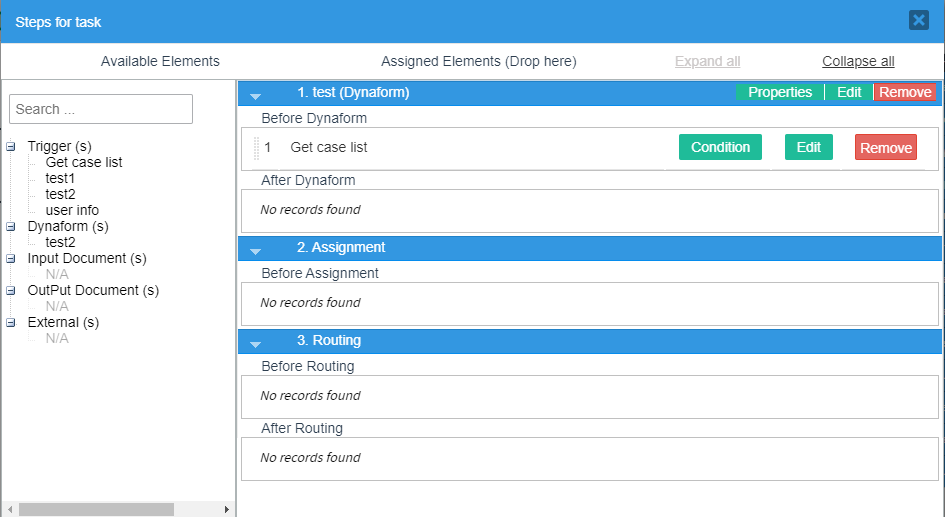 Steps for task
Available Elements Assigned Elements (Drop here) Expand all Collapse all
Search ...
Trigger (s)
Get case list
test1
test2
user info
Dynaform (s)
test2
Input Document (s)
N/A
OutPut Document (s)
N/A
External (s)
N/A
1. test (Dynaform) Properties Edit Remove
Before Dynaform
1 Get case list Condition Edit Remove
After Dynaform
No records found
2. Assignment
Before Assignment
No records found
3. Routing
Before Routing
No records found
After Routing
No records found